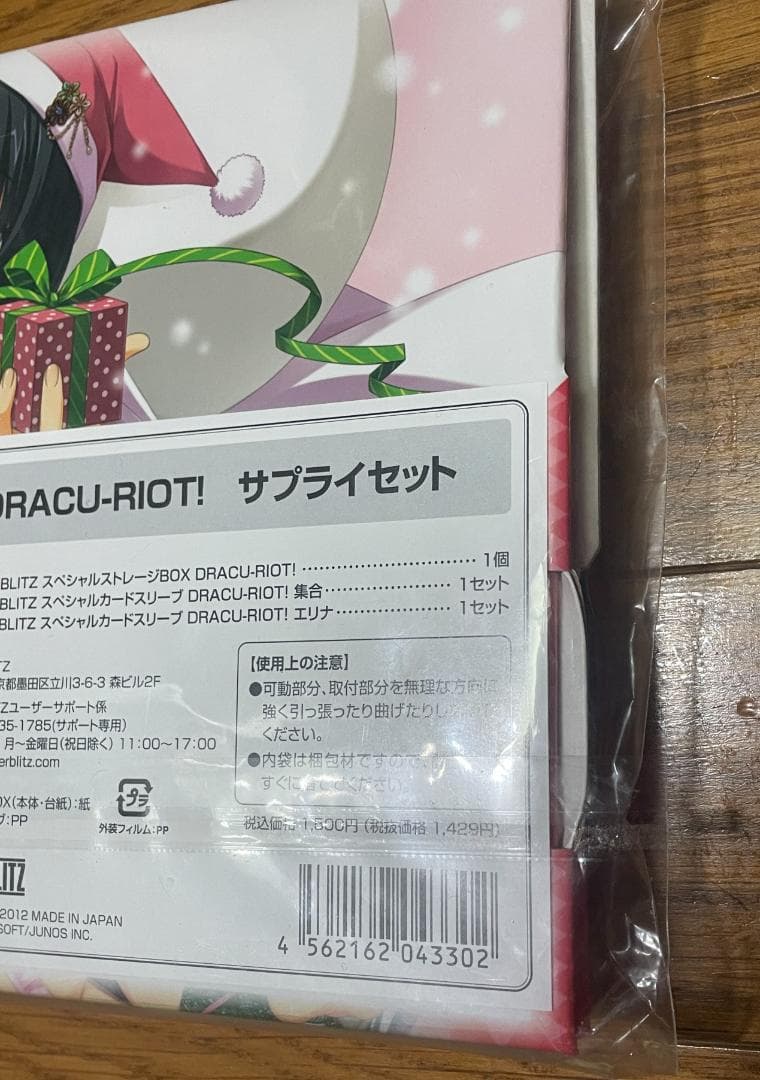 DRACU-RIOT! サプライセット
BLITZ スペシャルストレージBOX DRACU-RIOT! 1個
BLITZ スペシャルカードスリーブ DRACU-RIOT! 集合 1セット
BLITZ スペシャルカードスリーブ DRACU-RIOT! エリナ 1セット
ITZ
京都墨田区立川3-6-3 森ビル2F
Zユーザーサポート係
35-1785(サポート専用)
月～金曜日(祝日除く) 11:00～17:00
erblitz.com
OX(本体・台紙):紙
ブ:PP
プラ
外装フィルム:PP
【使用上の注意】
●可動部分、取付部分を無理な方向に
強く引っ張ったり曲げたりし
ください。
●内袋は梱包材ですので、
すぐに ください。
税込価格 1,500円 (税抜価格 1,429円)
LITZ
2012 MADE IN JAPAN
SOFT/JUNOS INC.
4 562162 043302